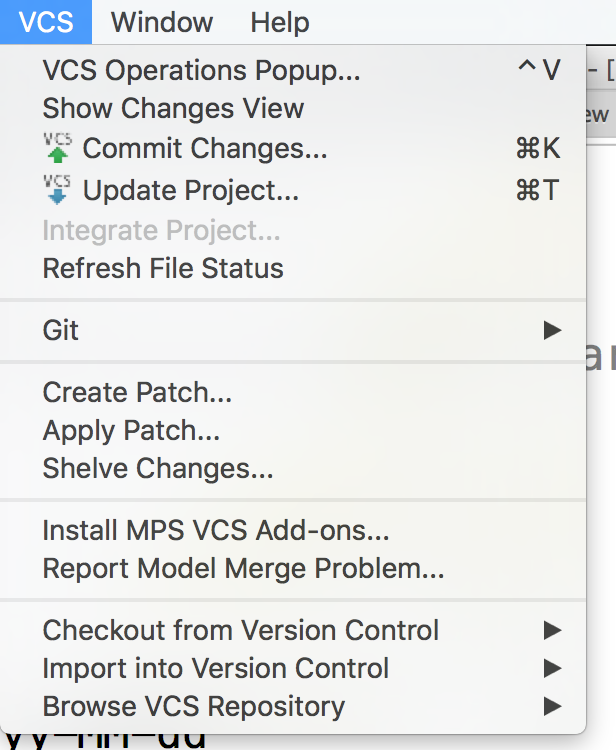 VCS Window Help
VCS Operations Popup... ^V
Show Changes View
VCS Commit Changes... ⌘K
VCS Update Project... ⌘T
Integrate Project...
Refresh File Status
Git
Create Patch...
Apply Patch...
Shelve Changes...
Install MPS VCS Add-ons...
Report Model Merge Problem...
Checkout from Version Control
Import into Version Control
Browse VCS Repository